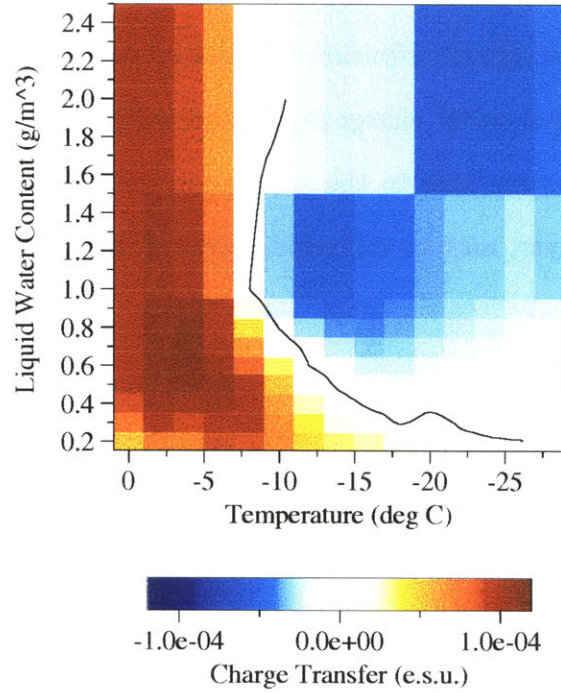 2.4
2.2
2.0
1.8
1.6
1.4
1.2
1.0
0.8
0.6
0.4
0.2
Liquid Water Content (g/m^3)
0 -5 -10 -15 -20 -25
Temperature (deg C)
-1.0e-04 0.0e+00 1.0e-04
Charge Transfer (e.s.u.)